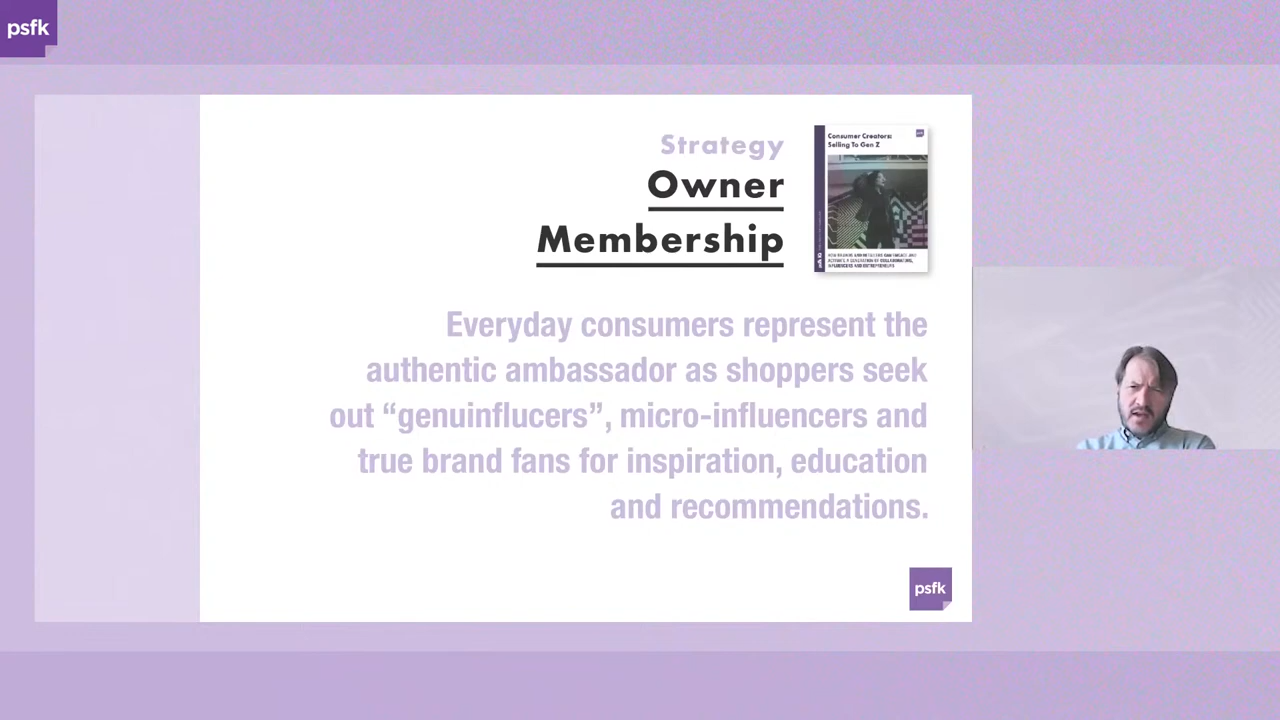 psfk
Strategy
Owner
Membership
Consumer Creators:
Selling To Gen Z
Everyday consumers represent the
authentic ambassador as shoppers seek
out “genuinflucers”, micro-influencers and
true brand fans for inspiration, education
and recommendations.
psfk